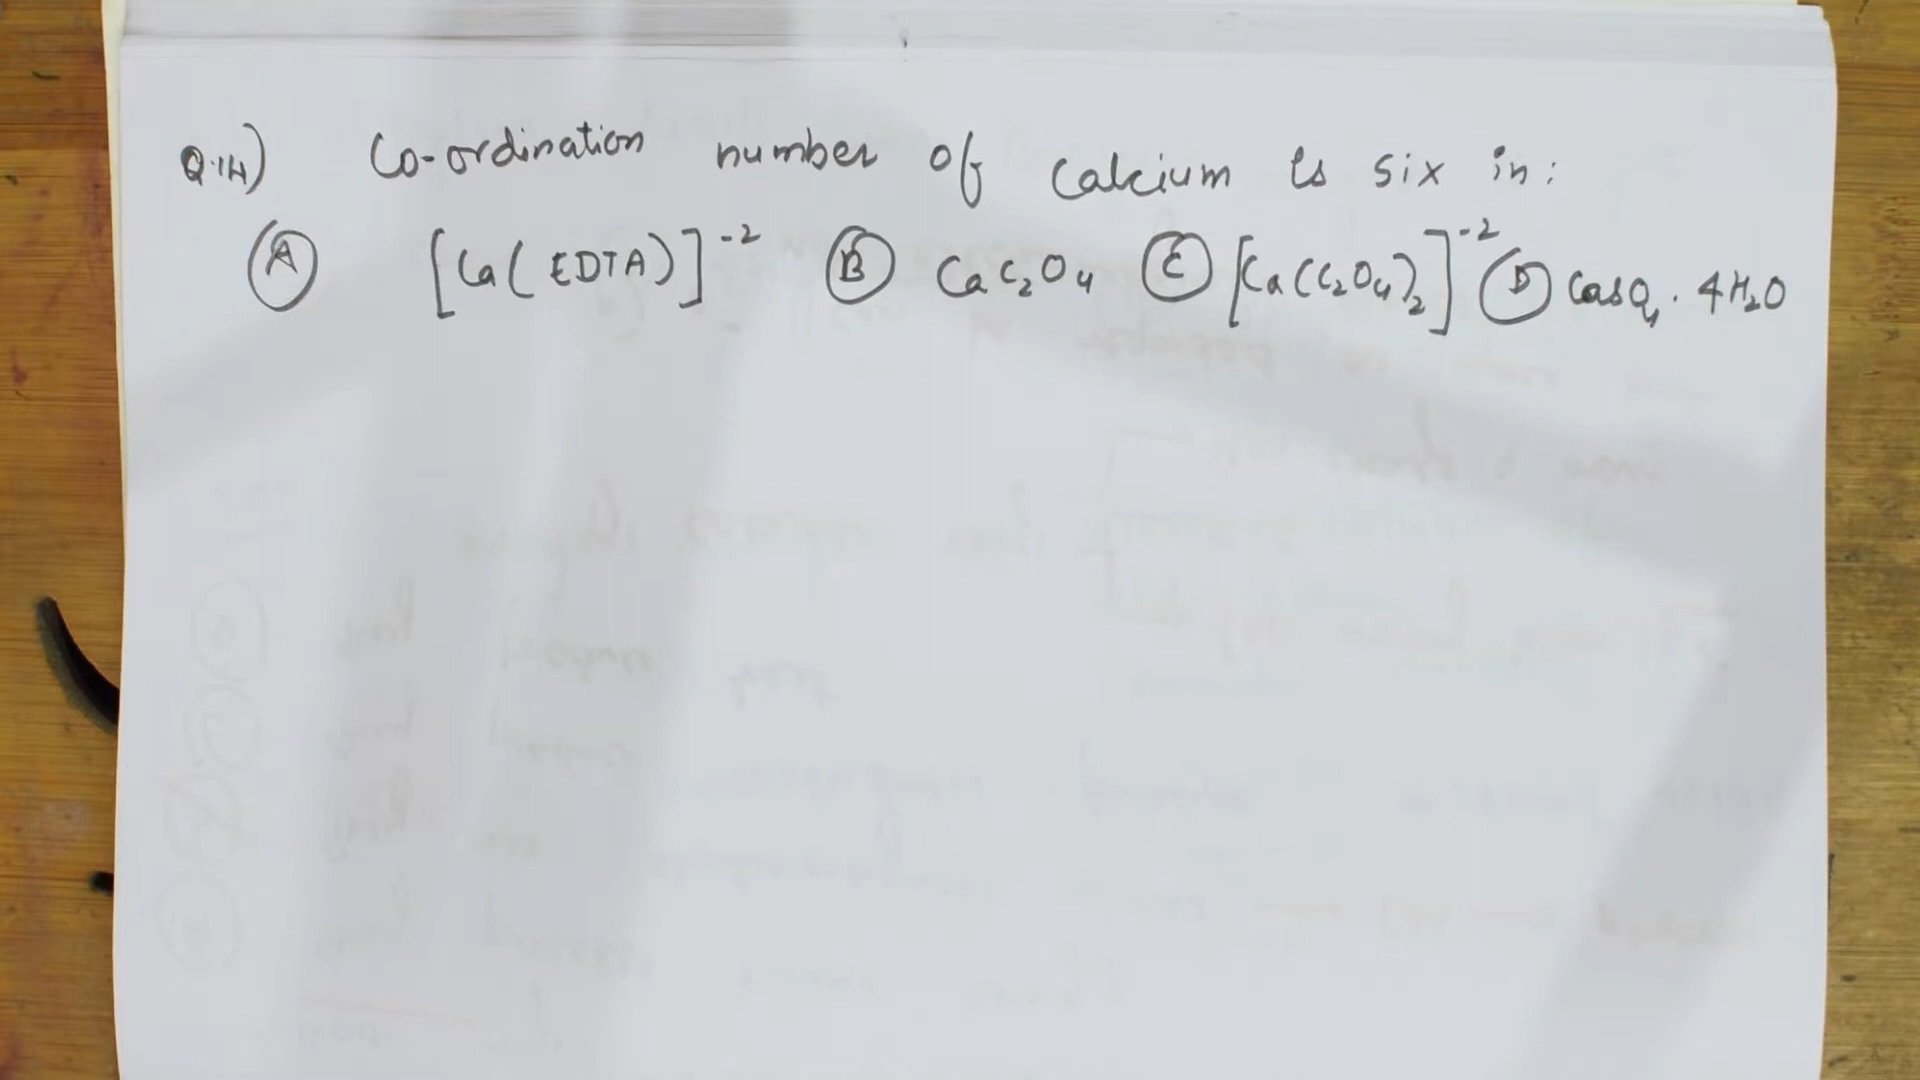 Q.14) Co-ordination number of calcium is six in:
(A) [Ca(EDTA)]⁻² (B) CaC₂O₄ (C) [Ca(C₂O₄)₂]⁻² (D) CaSO₄ . 4H₂O